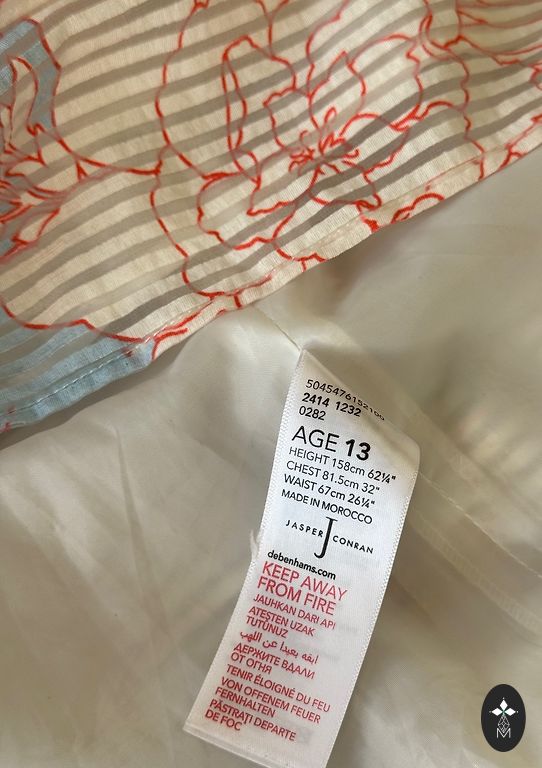 2414 1232
0282
AGE 13
HEIGHT 158cm 62¼"
CHEST 81.5cm 32"
WAIST 67cm 26¼"
MADE IN MOROCCO
JASPER J CONRAN
debenhams.com
KEEP AWAY
FROM FIRE
JAUHKAN DARI API
ATEŞTEN UZAK
TUTUNUZ
ابقه بعيدا عن اللهب
ДЕРЖИТЕ ВДАЛИ
ОТ ОГНЯ
TENIR ÉLOIGNÉ DU FEU
VON OFFENEM FEUER
FERNHALTEN
PĂSTRAȚI DEPARTE
DE FOC